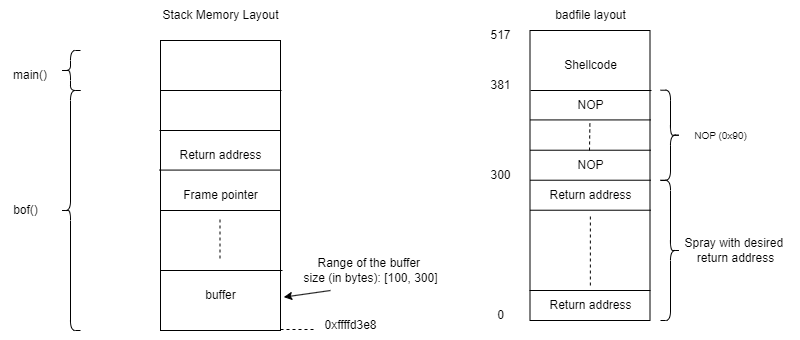 Stack Memory Layout
main()
bof()
Return address
Frame pointer
buffer
Range of the buffer
size (in bytes): [100, 300]
0xffffd3e8
badfile layout
517
Shellcode
381
NOP
NOP (0x90)
NOP
300
Return address
Spray with desired
return address
Return address
0